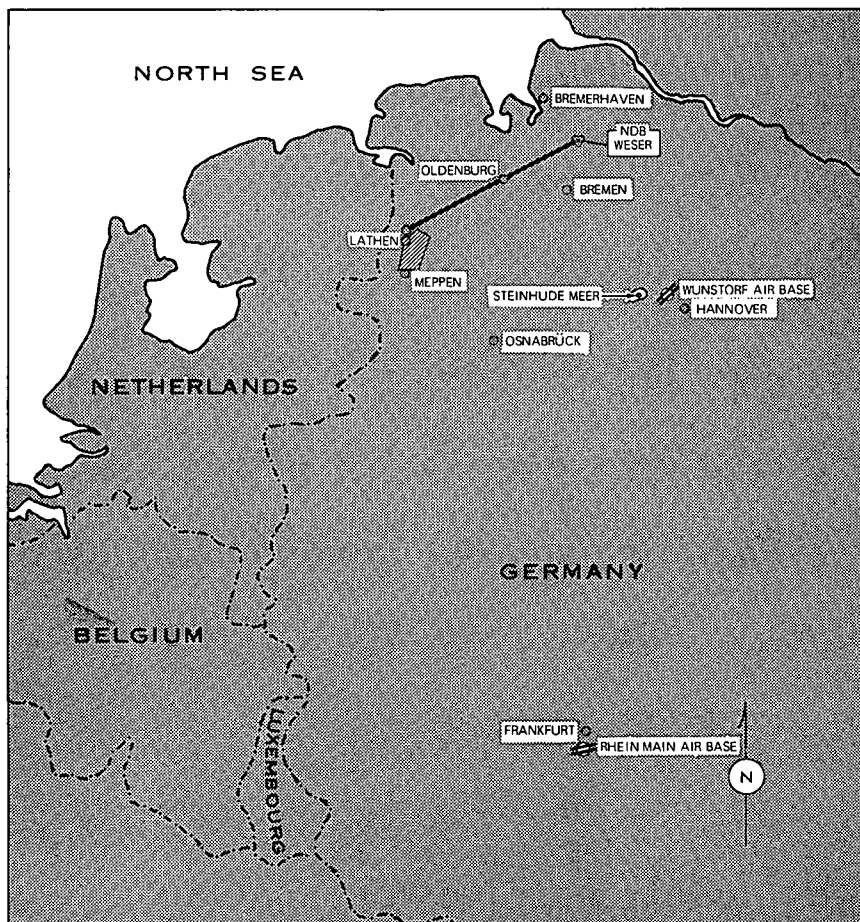 NORTH SEA
BREMERHAVEN
NDB
WESER
OLDENBURG
BREMEN
LATHEN
MEPPEN
STEINHUDE MEER
WUNSTORF AIR BASE
HANNOVER
OSNABRÜCK
NETHERLANDS
GERMANY
BELGIUM
LUXEMBOURG
FRANKFURT
RHEIN MAIN AIR BASE
N